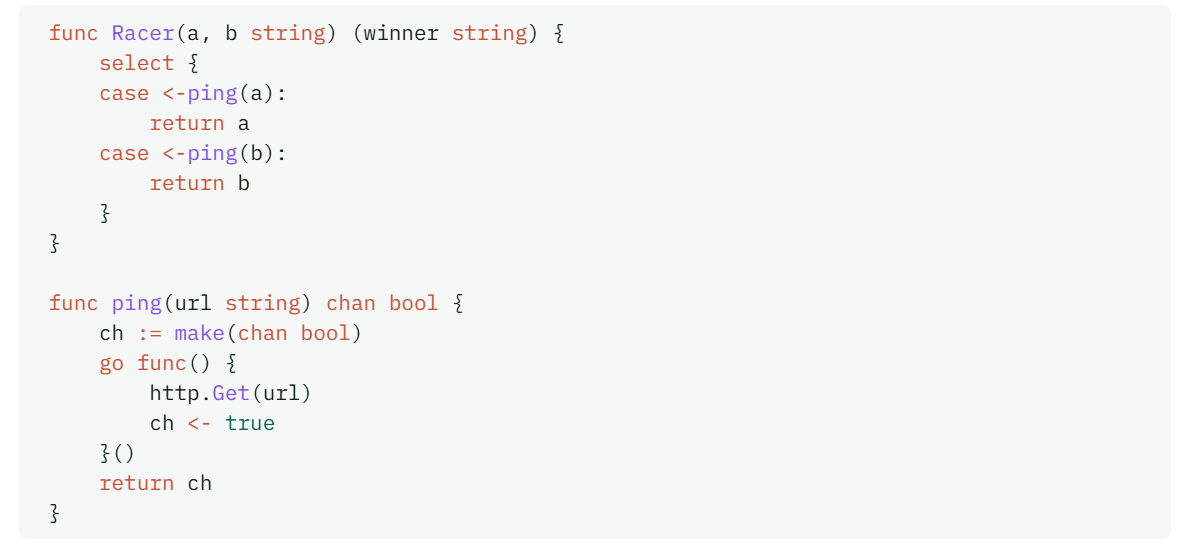 func Racer(a, b string) (winner string) {
    select {
    case <-ping(a):
        return a
    case <-ping(b):
        return b
    }
}

func ping(url string) chan bool {
    ch := make(chan bool)
    go func() {
        http.Get(url)
        ch <- true
    }()
    return ch
}